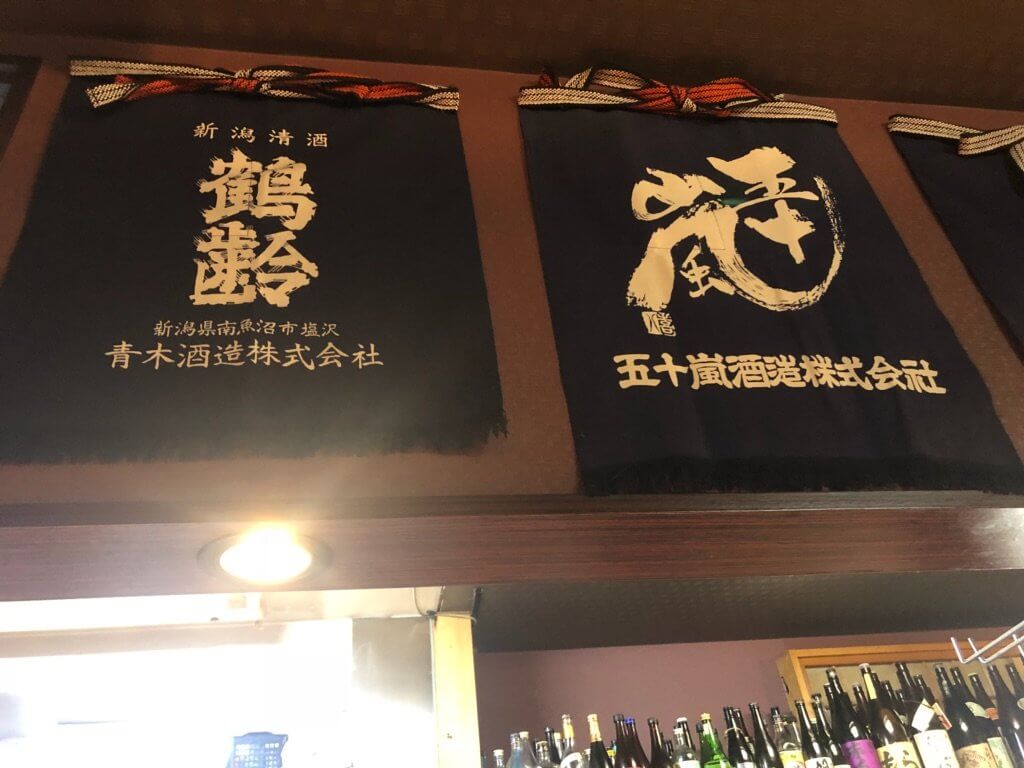 新潟清酒
鶴齢
新潟県南魚沼市塩沢
青木酒造株式会社
五十
嵐
五十嵐酒造株式会社